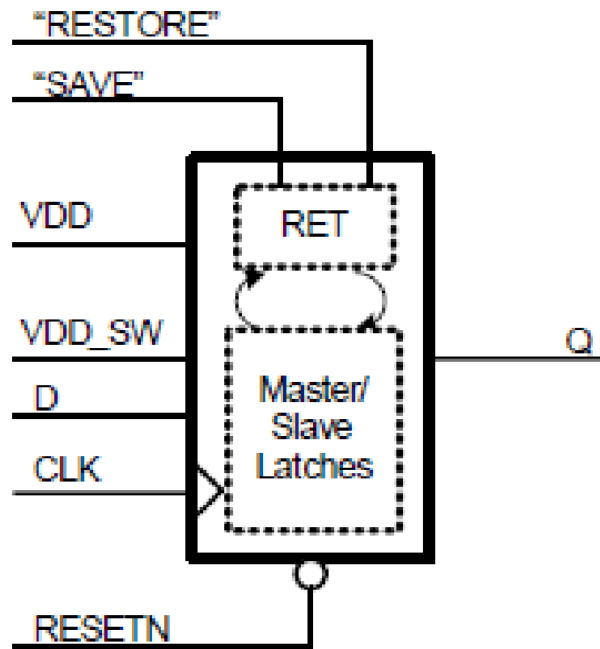 “RESTORE”
“SAVE”
VDD
RET
VDD_SW
Q
D
Master/
Slave
Latches
CLK
RESETN